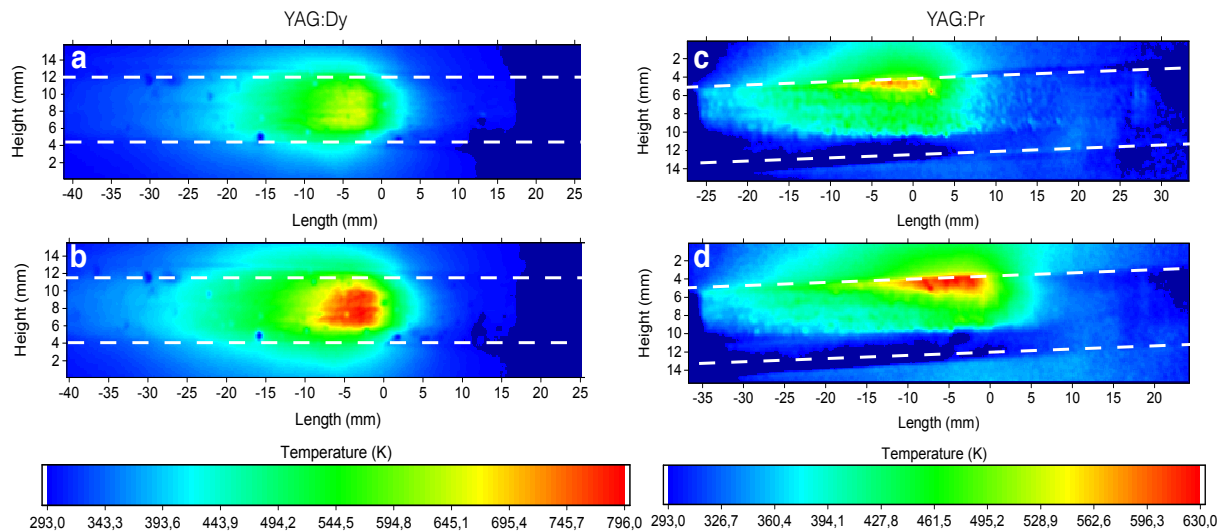 YAG:Dy
YAG:Pr
a
14
12
10
8
6
4
2
Height (mm)
-40 -35 -30 -25 -20 -15 -10 -5 0 5 10 15 20 25
Length (mm)
c
2
4
6
8
10
12
14
Height (mm)
-25 -20 -15 -10 -5 0 5 10 15 20 25 30
Length (mm)
b
14
12
10
8
6
4
2
Height (mm)
-40 -35 -30 -25 -20 -15 -10 -5 0 5 10 15 20 25
Length (mm)
d
2
4
6
8
10
12
14
Height (mm)
-35 -30 -25 -20 -15 -10 -5 0 5 10 15 20
Length (mm)
Temperature (K)
293,0 343,3 393,6 443,9 494,2 544,5 594,8 645,1 695,4 745,7 796,0
Temperature (K)
293,0 326,7 360,4 394,1 427,8 461,5 495,2 528,9 562,6 596,3 630,0